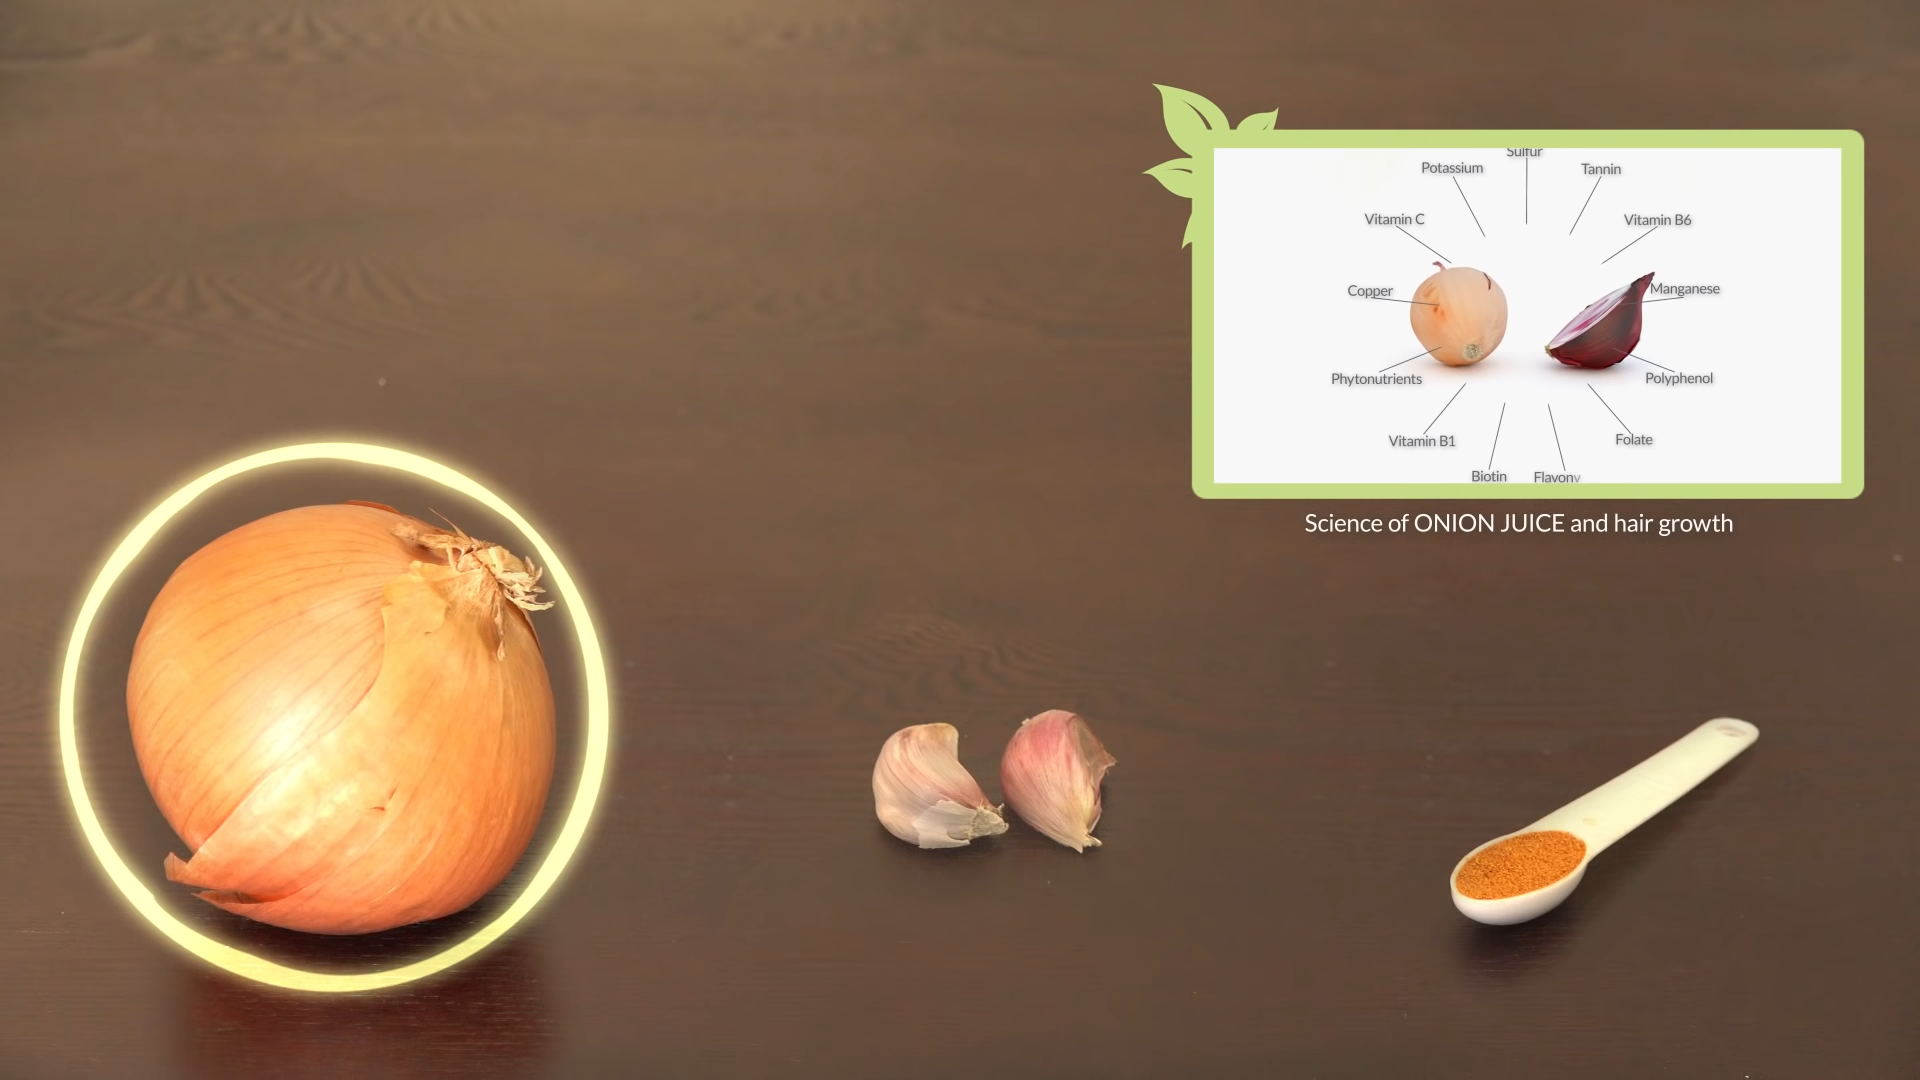 Sulfur
Potassium
Tannin
Vitamin C
Vitamin B6
Copper
Manganese
Phytonutrients
Polyphenol
Vitamin B1
Folate
Biotin
Science of ONION JUICE and hair growth